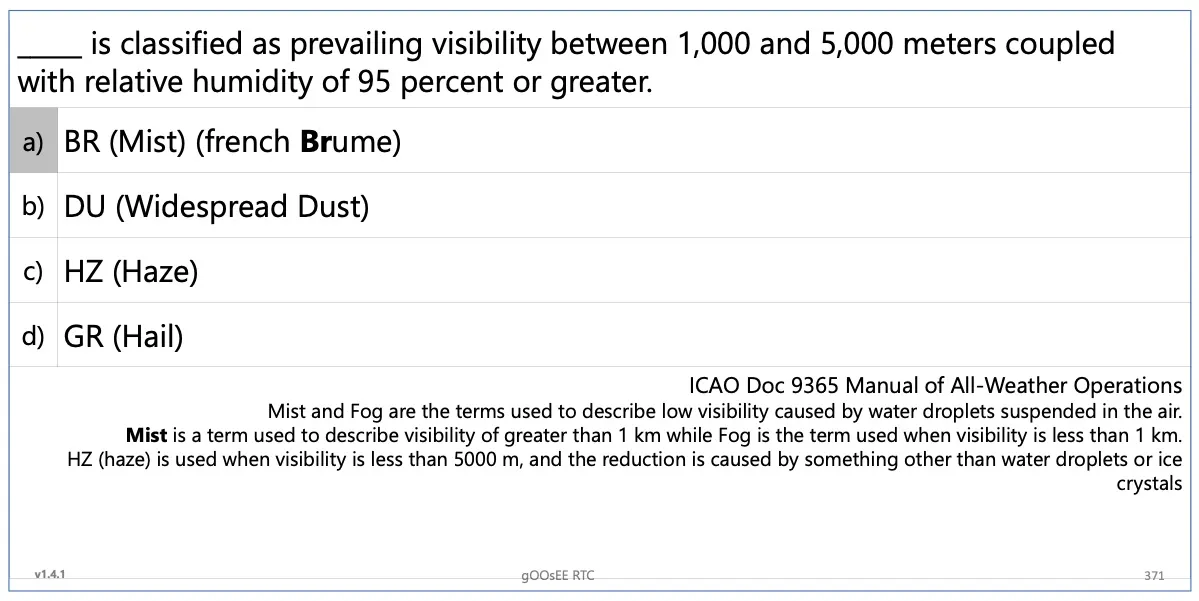 _____ is classified as prevailing visibility between 1,000 and 5,000 meters coupled
with relative humidity of 95 percent or greater.
a) BR (Mist) (french Brume)
b) DU (Widespread Dust)
c) HZ (Haze)
d) GR (Hail)
ICAO Doc 9365 Manual of All-Weather Operations
Mist and Fog are the terms used to describe low visibility caused by water droplets suspended in the air.
Mist is a term used to describe visibility of greater than 1 km while Fog is the term used when visibility is less than 1 km.
HZ (haze) is used when visibility is less than 5000 m, and the reduction is caused by something other than water droplets or ice
crystals
v1.4.1 gOOsEE RTC 371